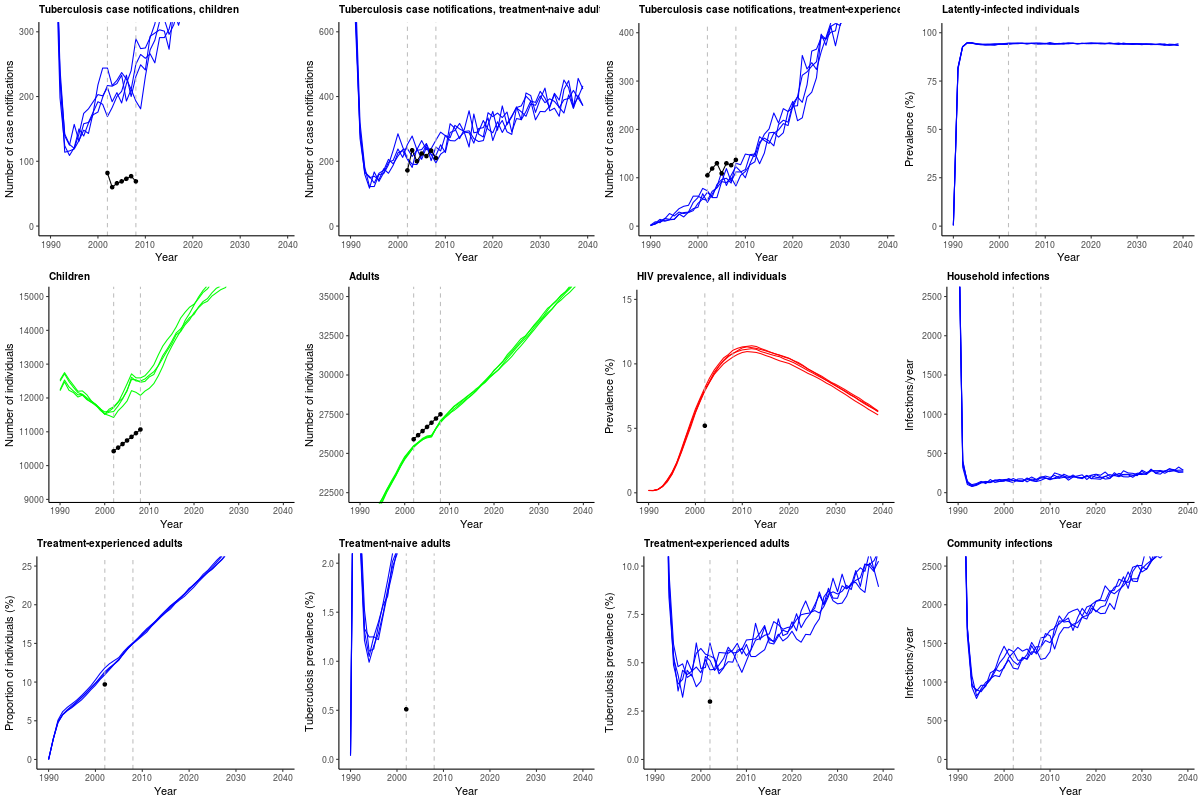 Tuberculosis case notifications, children
Number of case notifications
300
200
100
0
1990 2000 2010 2020 2030 2040
Year
Tuberculosis case notifications, treatment-naive adul
Number of case notifications
600
400
200
0
1990 2000 2010 2020 2030 2040
Year
Tuberculosis case notifications, treatment-experience
Number of case notifications
400
300
200
100
0
1990 2000 2010 2020 2030 2040
Year
Latently-infected individuals
Prevalence (%)
100
75
50
25
0
1990 2000 2010 2020 2030 2040
Year
Children
Number of individuals
15000
14000
13000
12000
11000
10000
9000
1990 2000 2010 2020 2030 2040
Year
Adults
Number of individuals
35000
32500
30000
27500
25000
22500
1990 2000 2010 2020 2030 2040
Year
HIV prevalence, all individuals
Prevalence (%)
15
10
5
0
1990 2000 2010 2020 2030 2040
Year
Household infections
Infections/year
2500
2000
1500
1000
500
0
1990 2000 2010 2020 2030 2040
Year
Treatment-experienced adults
Proportion of individuals (%)
25
20
15
10
5
0
1990 2000 2010 2020 2030 2040
Year
Treatment-naive adults
Tuberculosis prevalence (%)
2.0
1.5
1.0
0.5
0.0
1990 2000 2010 2020 2030 2040
Year
Treatment-experienced adults
Tuberculosis prevalence (%)
10.0
7.5
5.0
2.5
0.0
1990 2000 2010 2020 2030 2040
Year
Community infections
Infections/year
2500
2000
1500
1000
500
0
1990 2000 2010 2020 2030 2040
Year